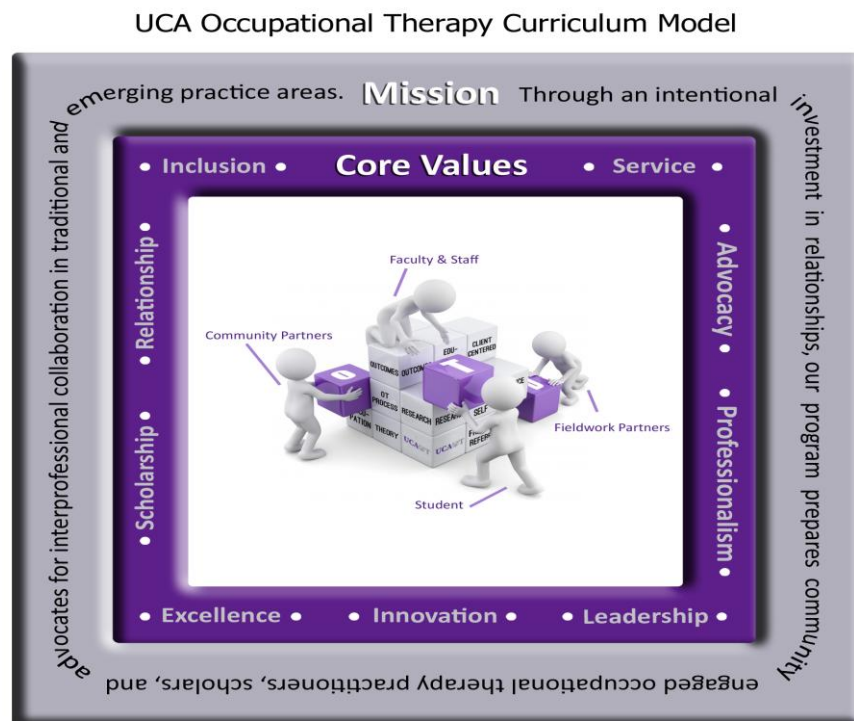 UCA Occupational Therapy Curriculum Model
Mission
Through an intentional
investment in relationships, our program prepares community
engaged occupational therapy practitioners, scholars, and
advocates for interprofessional collaboration in traditional and
emerging practice areas.
Core Values
• Inclusion •
• Service •
• Advocacy •
• Professionalism •
• Leadership •
• Innovation •
• Excellence •
• Scholarship •
• Relationship •
Faculty & Staff
Community Partners
Fieldwork Partners
Student
OUTCOMES
EDU-
CLIENT
CENTERED
O
T
OT
PROCESS
RESEARCH
SELF
THEORY
UCA
UCA